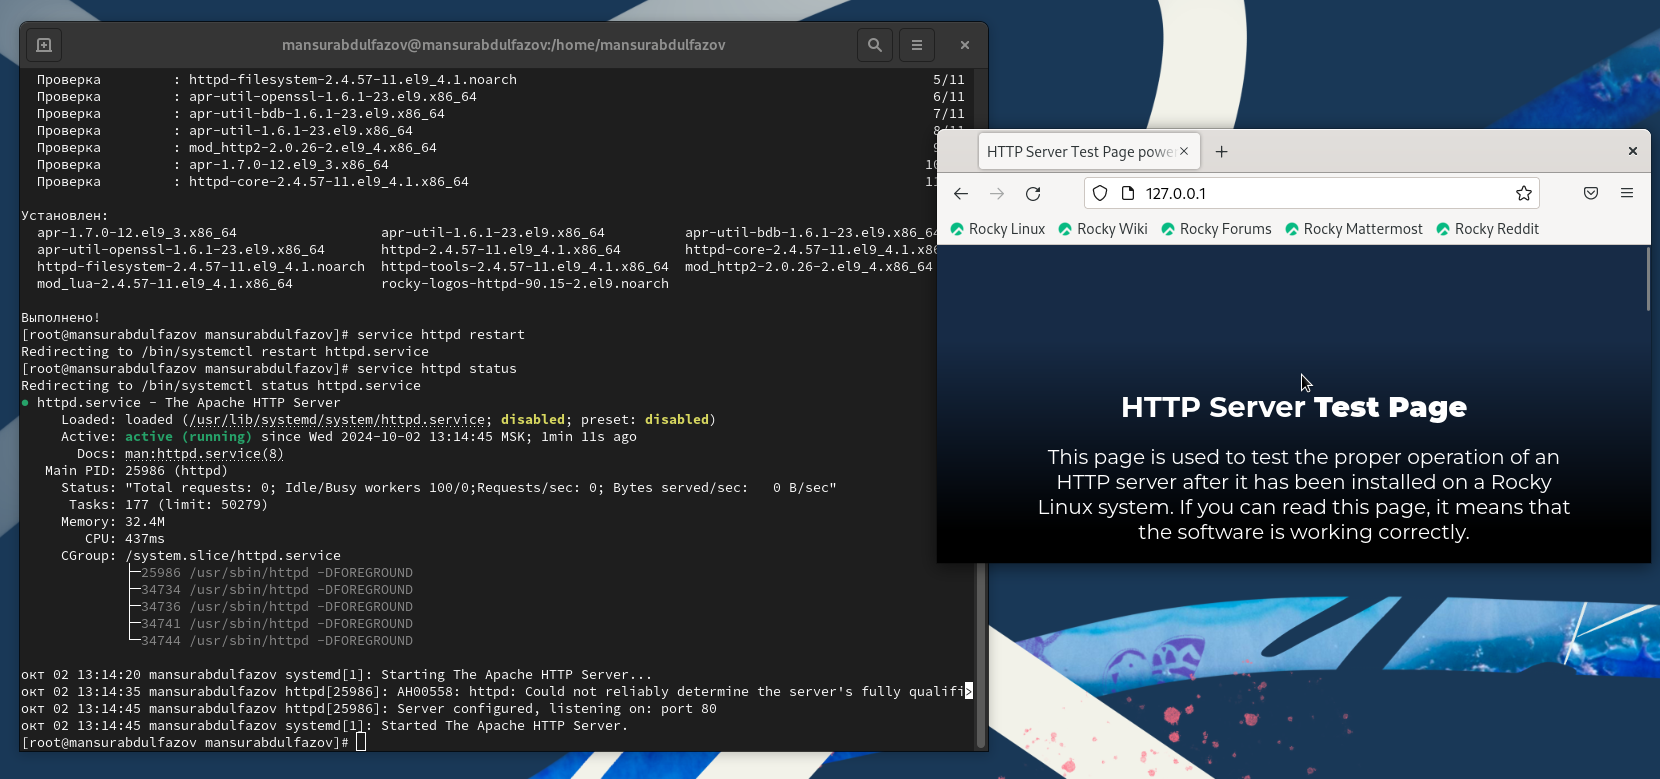 mansurabdulfazov@mansurabdulfazov:/home/mansurabdulfazov
Проверка : httpd-filesystem-2.4.57-11.el9_4.1.noarch 5/11
Проверка : apr-util-openssl-1.6.1-23.el9.x86_64 6/11
Проверка : apr-util-bdb-1.6.1-23.el9.x86_64 7/11
Проверка : apr-util-1.6.1-23.el9.x86_64 8/11
Проверка : mod_http2-2.0.26-2.el9_4.x86_64 9
Проверка : apr-1.7.0-12.el9_3.x86_64 10
Проверка : httpd-core-2.4.57-11.el9_4.1.x86_64 11
Установлен:
apr-1.7.0-12.el9_3.x86_64 apr-util-1.6.1-23.el9.x86_64 apr-util-bdb-1.6.1-23.el9.x86_64
apr-util-openssl-1.6.1-23.el9.x86_64 httpd-2.4.57-11.el9_4.1.x86_64 httpd-core-2.4.57-11.el9_4.1.x86_64
httpd-filesystem-2.4.57-11.el9_4.1.noarch httpd-tools-2.4.57-11.el9_4.1.x86_64 mod_http2-2.0.26-2.el9_4.x86_64
mod_lua-2.4.57-11.el9_4.1.x86_64 rocky-logos-httpd-90.15-2.el9.noarch
Выполнено!
[root@mansurabdulfazov mansurabdulfazov]# service httpd restart
Redirecting to /bin/systemctl restart httpd.service
[root@mansurabdulfazov mansurabdulfazov]# service httpd status
Redirecting to /bin/systemctl status httpd.service
● httpd.service - The Apache HTTP Server
Loaded: loaded (/usr/lib/systemd/system/httpd.service; disabled; preset: disabled)
Active: active (running) since Wed 2024-10-02 13:14:45 MSK; 1min 11s ago
Docs: man:httpd.service(8)
Main PID: 25986 (httpd)
Status: "Total requests: 0; Idle/Busy workers 100/0;Requests/sec: 0; Bytes served/sec:   0 B/sec"
Tasks: 177 (limit: 50279)
Memory: 32.4M
CPU: 437ms
CGroup: /system.slice/httpd.service
├─25986 /usr/sbin/httpd -DFOREGROUND
├─34734 /usr/sbin/httpd -DFOREGROUND
├─34736 /usr/sbin/httpd -DFOREGROUND
├─34741 /usr/sbin/httpd -DFOREGROUND
└─34744 /usr/sbin/httpd -DFOREGROUND
окт 02 13:14:20 mansurabdulfazov systemd[1]: Starting The Apache HTTP Server...
окт 02 13:14:35 mansurabdulfazov httpd[25986]: AH00558: httpd: Could not reliably determine the server's fully qualifi>
окт 02 13:14:45 mansurabdulfazov httpd[25986]: Server configured, listening on: port 80
окт 02 13:14:45 mansurabdulfazov systemd[1]: Started The Apache HTTP Server.
[root@mansurabdulfazov mansurabdulfazov]#
HTTP Server Test Page power
127.0.0.1
Rocky Linux Rocky Wiki Rocky Forums Rocky Mattermost Rocky Reddit
HTTP Server Test Page
This page is used to test the proper operation of an
HTTP server after it has been installed on a Rocky
Linux system. If you can read this page, it means that
the software is working correctly.